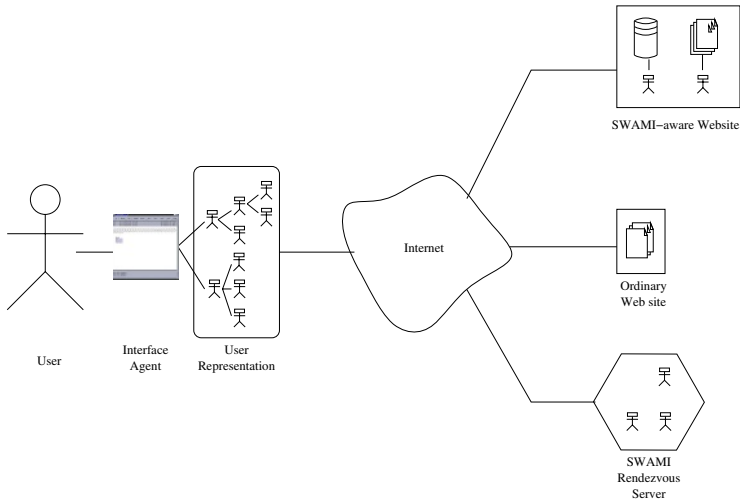 SWAMI−aware Website
Internet
Ordinary
Web site
User
Interface
Agent
User
Representation
SWAMI
Rendezvous
Server